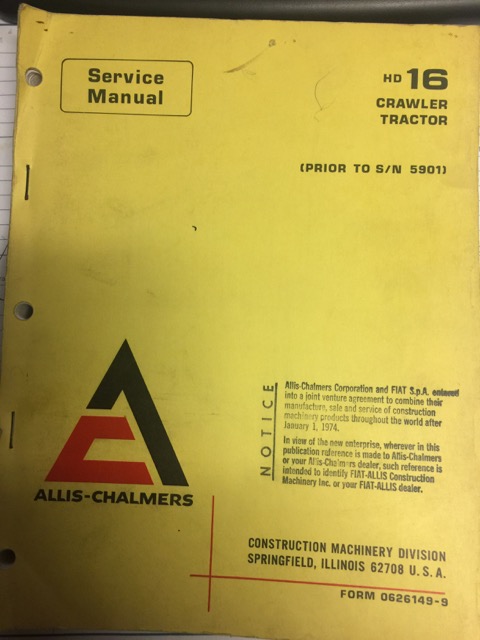 Service
Manual
HD 16
CRAWLER
TRACTOR
(PRIOR TO S/N 5901)
ALLIS-CHALMERS
NOTICE
Allis-Chalmers Corporation and FIAT S.p.A. entered
into a joint venture agreement to combine their
manufacture, sale and service of construction
machinery products throughout the world after
January 1, 1974.
In view of the new enterprise, wherever in this
publication reference is made to Allis-Chalmers
or your Allis-Chalmers dealer, such reference is
intended to identify FIAT-ALLIS Construction
Machinery Inc. or your FIAT-ALLIS dealer.
CONSTRUCTION MACHINERY DIVISION
SPRINGFIELD, ILLINOIS 62708 U.S.A.
FORM 0626149-9